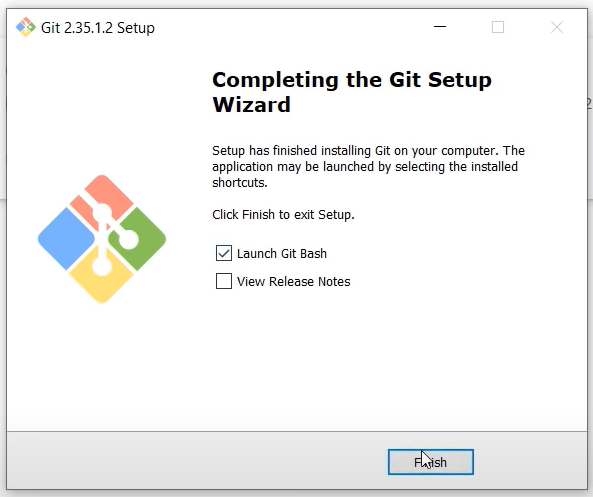 Git 2.35.1.2 Setup
Completing the Git Setup
Wizard
Setup has finished installing Git on your computer. The
application may be launched by selecting the installed
shortcuts.
Click Finish to exit Setup.
Launch Git Bash
View Release Notes
Finish